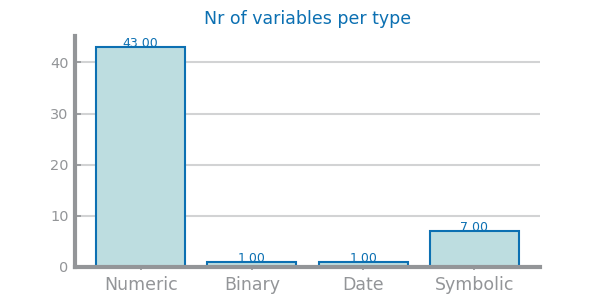 Nr of variables per type
43.00
40
30
20
10
7.00
1.00
1.00
0
Numeric
Binary
Date
Symbolic